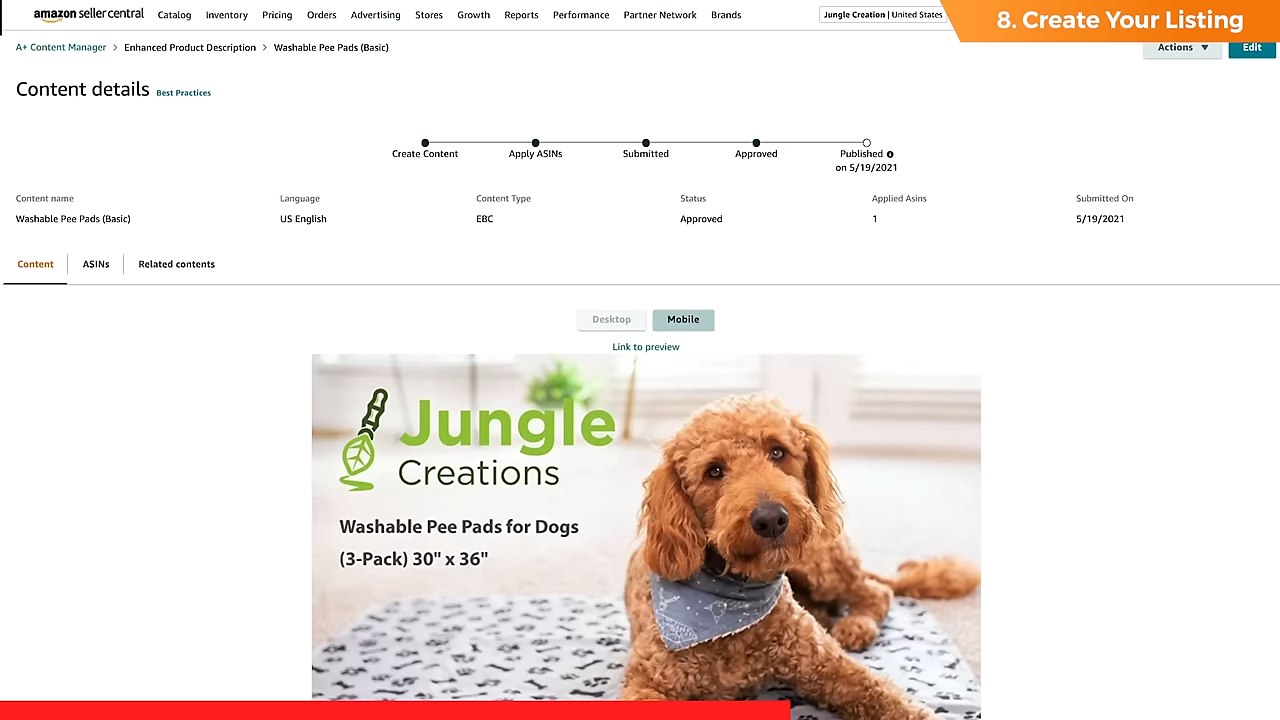 amazon seller central Catalog Inventory Pricing Orders Advertising Stores Growth Reports Performance Partner Network Brands Jungle Creation | United States
8. Create Your Listing
A+ Content Manager > Enhanced Product Description > Washable Pee Pads (Basic)
Actions ▼ Edit
Content details Best Practices
Create Content Apply ASINs Submitted Approved Published
on 5/19/2021
Content name Language Content Type Status Applied Asins Submitted On
Washable Pee Pads (Basic) US English EBC Approved 1 5/19/2021
Content ASINs Related contents
Desktop Mobile
Link to preview
Jungle
Creations
Washable Pee Pads for Dogs
(3-Pack) 30" x 36"